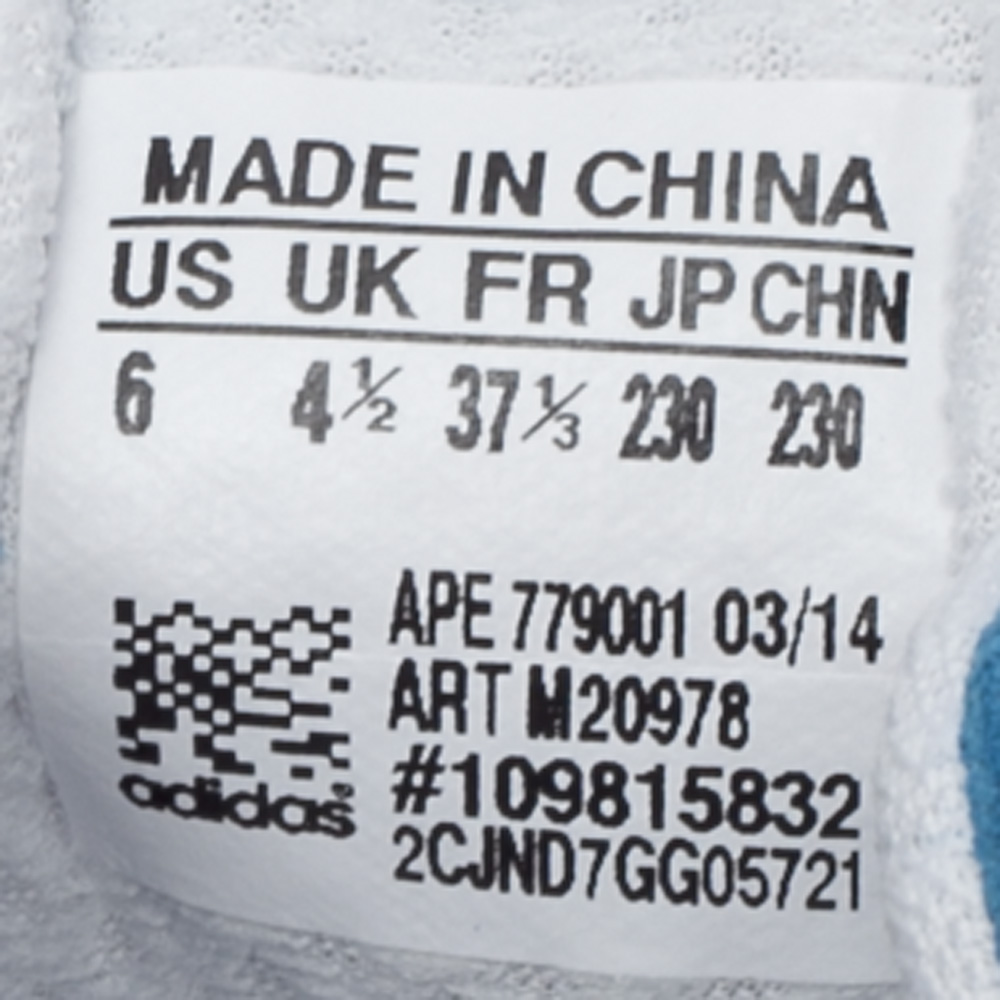 MADE IN CHINA
US UK FR JP CHN
6 4½ 37⅓ 230 230
APE 779001 03/14
ART M20978
#109815832
2CJND7GG05721
adidas®